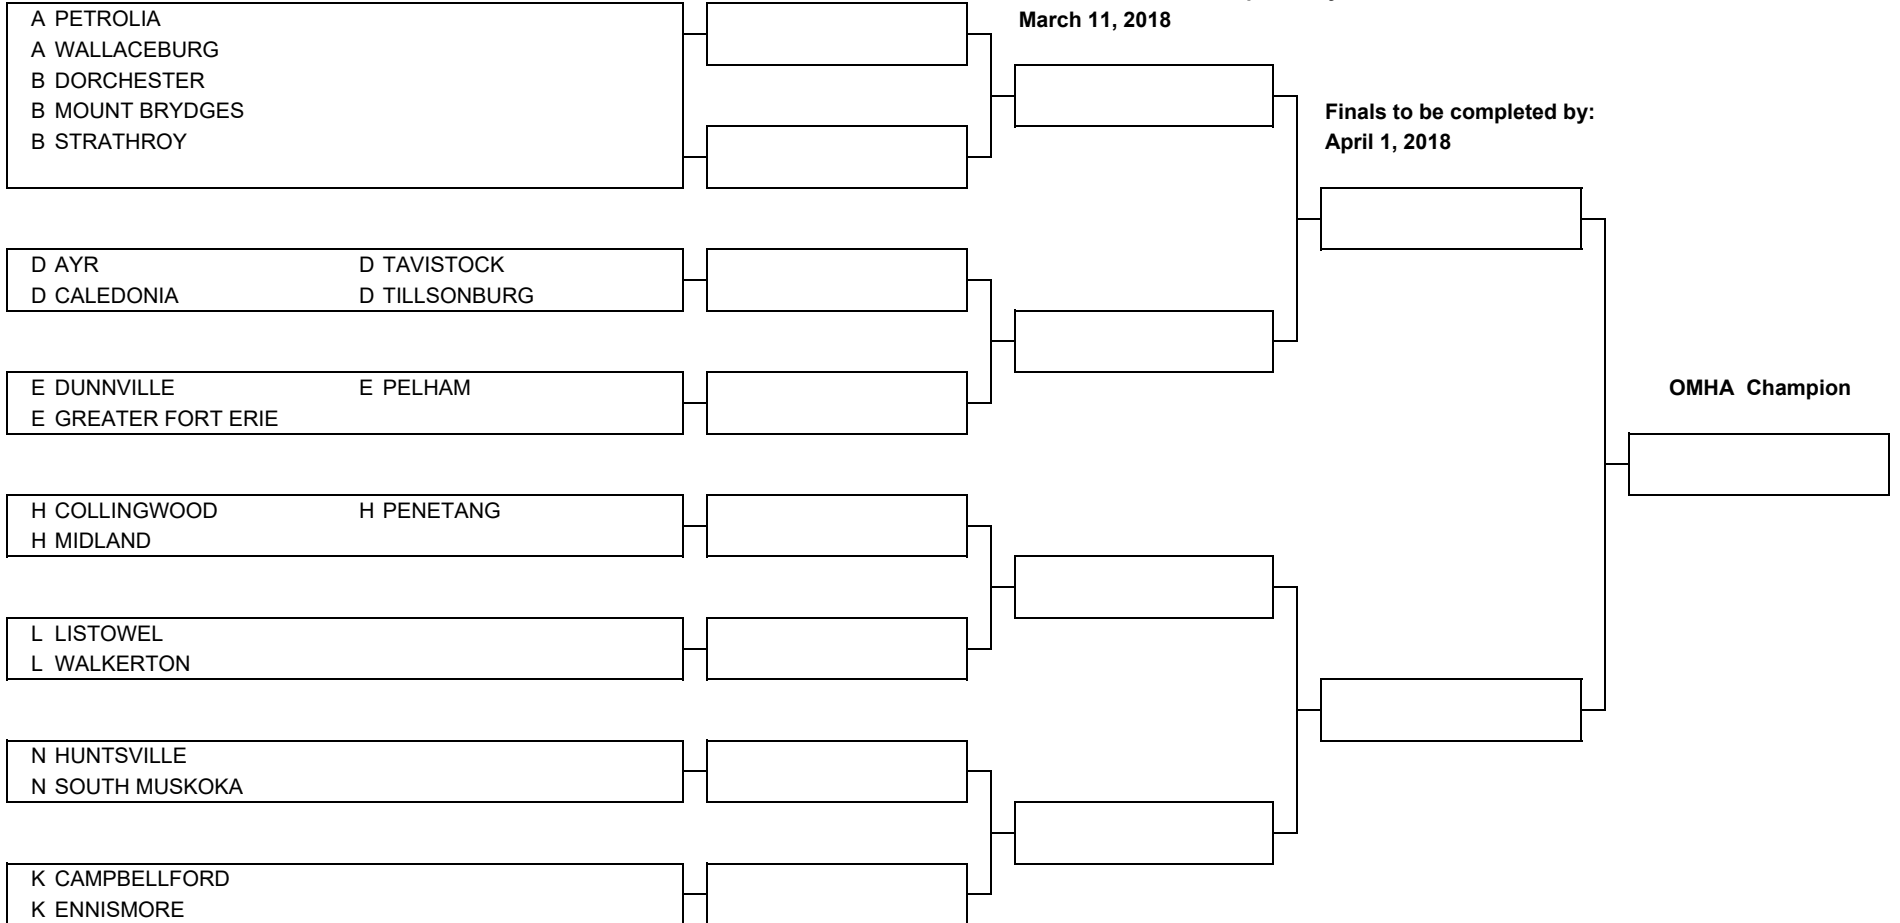 March 11, 2018
A PETROLIA
A WALLACEBURG
B DORCHESTER
B MOUNT BRYDGES
B STRATHROY
Finals to be completed by:
April 1, 2018
D AYR D TAVISTOCK
D CALEDONIA D TILLSONBURG
E DUNNVILLE E PELHAM
E GREATER FORT ERIE
OMHA Champion
H COLLINGWOOD H PENETANG
H MIDLAND
L LISTOWEL
L WALKERTON
N HUNTSVILLE
N SOUTH MUSKOKA
K CAMPBELLFORD
K ENNISMORE